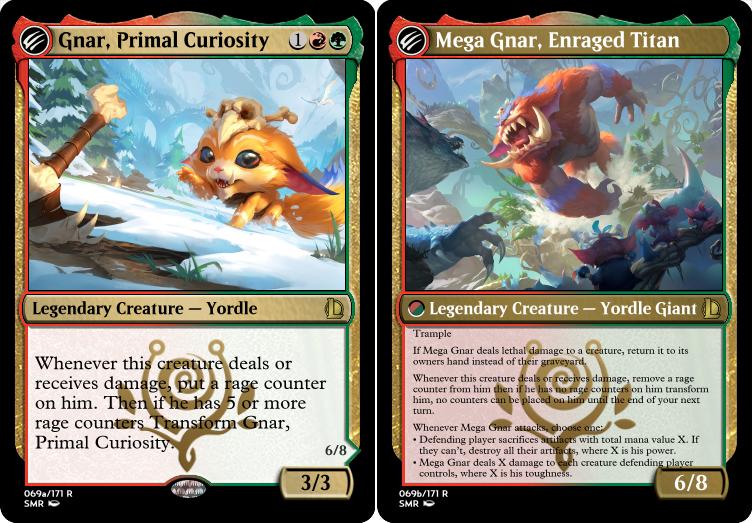 Gnar, Primal Curiosity
1
Legendary Creature — Yordle
Whenever this creature deals or
receives damage, put a rage counter
on him. Then if he has 5 or more
rage counters Transform Gnar,
Primal Curiosity.
6/8
3/3
069a/171 R
SMR
Mega Gnar, Enraged Titan
Legendary Creature — Yordle Giant
Trample
If Mega Gnar deals lethal damage to a creature, return it to its
owners hand instead of their graveyard.
Whenever this creature deals or receives damage, remove a rage
counter from him then if he has no rage counters on him transform
him, no counters can be placed on him until the end of your next
turn.
Whenever Mega Gnar attacks, choose one:
• Defending player sacrifices artifacts with total mana value X. If
they can't, destroy all their artifacts, where X is his power.
• Mega Gnar deals X damage to each creature defending player
controls, where X is his toughness.
6/8
069b/171 R
SMR